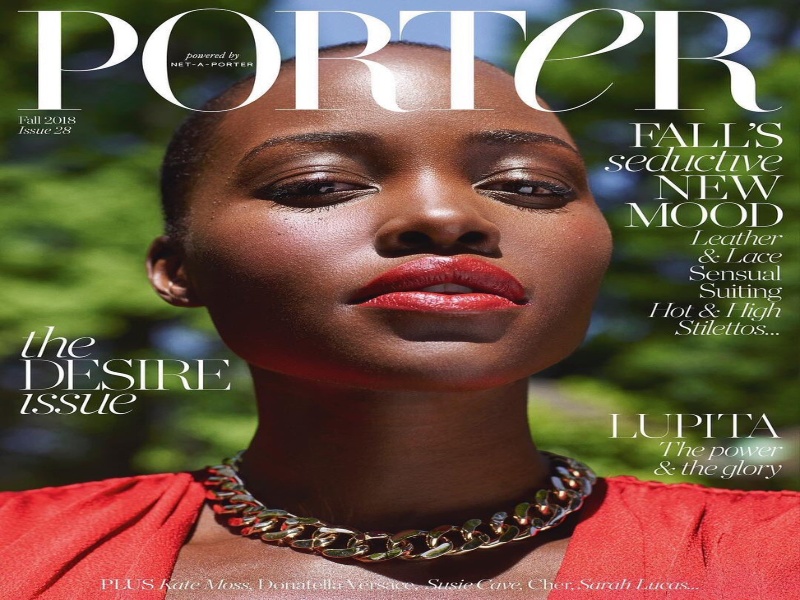 PORTeR
powered by
NET-A-PORTER
Fall 2018
Issue 28
FALL'S
seductive
NEW
MOOD
Leather
& Lace
Sensual
Suiting
Hot & High
Stilettos...
the
DESIRE
issue
LUPITA
The power
& the glory
PLUS Kate Moss, Donatella Versace, Susie Cave, Cher, Sarah Lucas...